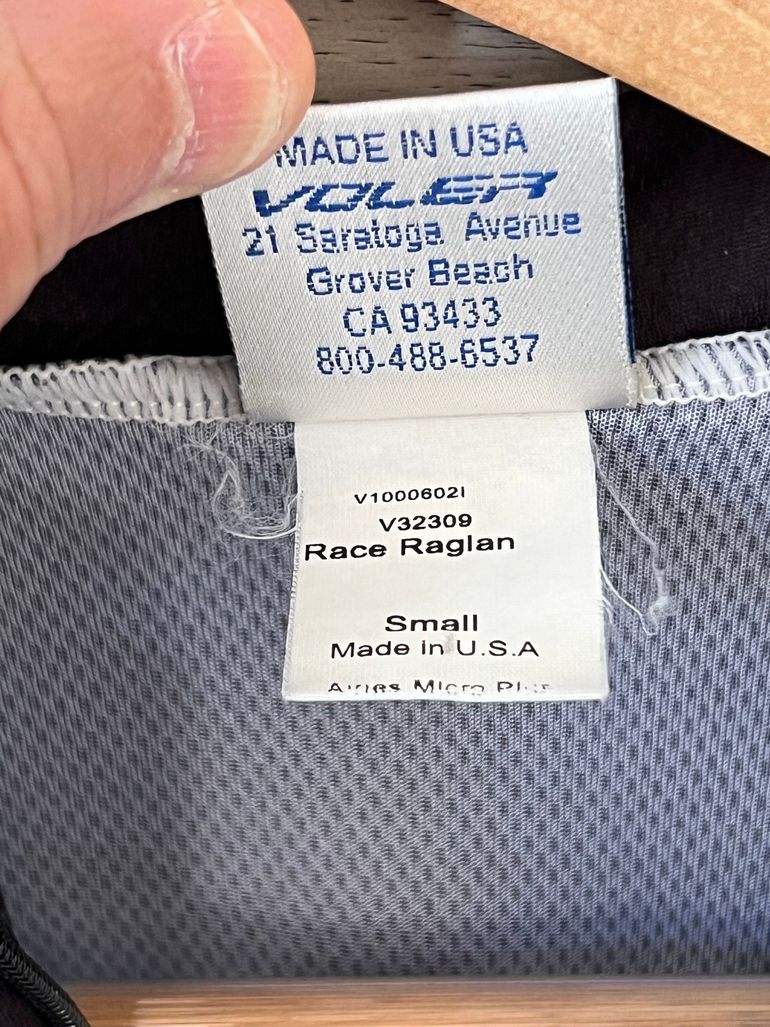 MADE IN USA
VOLER
21 Saratoga Avenue
Grover Beach
CA 93433
800-488-6537
V1000602I
V32309
Race Raglan
Small
Made in U.S.A
Micro